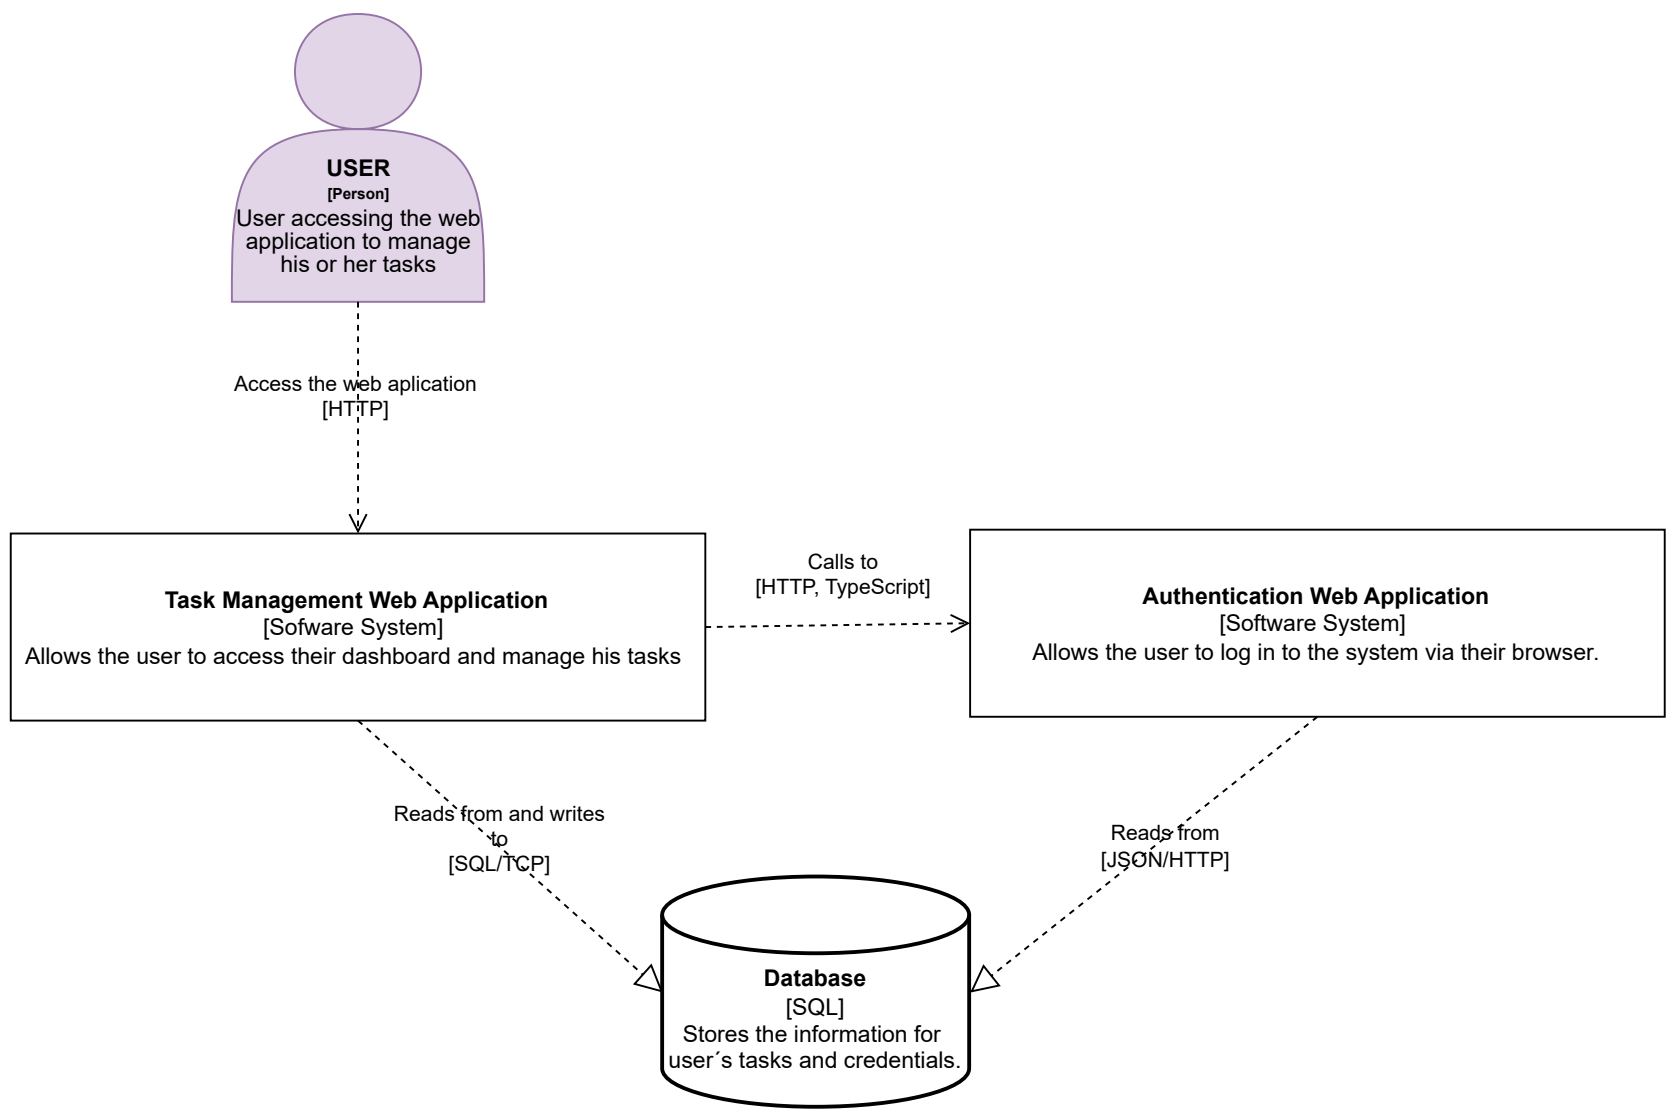 USER
[Person]
User accessing the web
application to manage
his or her tasks
Access the web aplication
[HTTP]
Task Management Web Application
[Sofware System]
Allows the user to access their dashboard and manage his tasks
Calls to
[HTTP, TypeScript]
Authentication Web Application
[Software System]
Allows the user to log in to the system via their browser.
Reads from and writes
to
[SQL/TCP]
Reads from
[JSON/HTTP]
Database
[SQL]
Stores the information for
user´s tasks and credentials.